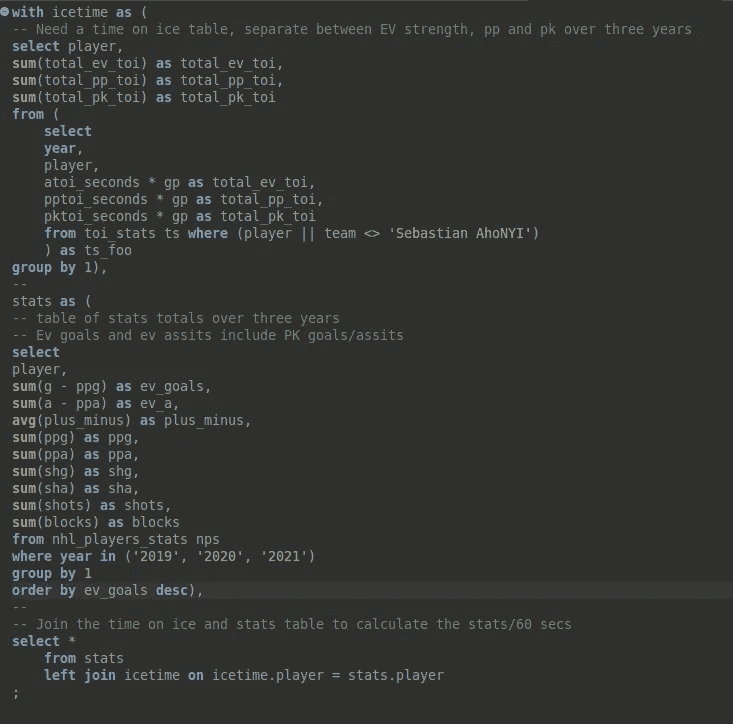 with icetime as (
-- Need a time on ice table, separate between EV strength, pp and pk over three years
select player,
sum(total_ev_toi) as total_ev_toi,
sum(total_pp_toi) as total_pp_toi,
sum(total_pk_toi) as total_pk_toi
from (
    select
    year,
    player,
    atoi_seconds * gp as total_ev_toi,
    pptoi_seconds * gp as total_pp_toi,
    pktoi_seconds * gp as total_pk_toi
    from toi_stats ts where (player || team <> 'Sebastian AhoNYI')
    ) as ts_foo
group by 1),
--
stats as (
-- table of stats totals over three years
-- Ev goals and ev assits include PK goals/assits
select
player,
sum(g - ppg) as ev_goals,
sum(a - ppa) as ev_a,
avg(plus_minus) as plus_minus,
sum(ppg) as ppg,
sum(ppa) as ppa,
sum(shg) as shg,
sum(sha) as sha,
sum(shots) as shots,
sum(blocks) as blocks
from nhl_players_stats nps
where year in ('2019', '2020', '2021')
group by 1
order by ev_goals desc),
--
-- Join the time on ice and stats table to calculate the stats/60 secs
select *
    from stats
    left join icetime on icetime.player = stats.player
;